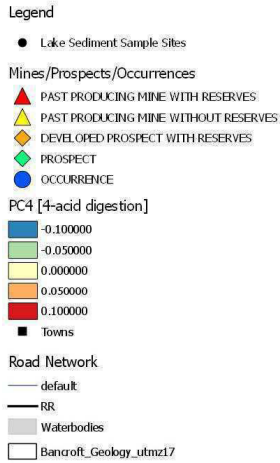 Legend
Lake Sediment Sample Sites
Mines/Prospects/Occurrences
PAST PRODUCING MINE WITH RESERVES
PAST PRODUCING MINE WITHOUT RESERVES
DEVELOPED PROSPECT WITH RESERVES
PROSPECT
OCCURRENCE
PC4 [4-acid digestion]
-0.100000
-0.050000
0.000000
0.050000
0.100000
Towns
Road Network
default
RR
Waterbodies
Bancroft_Geology_utmz17